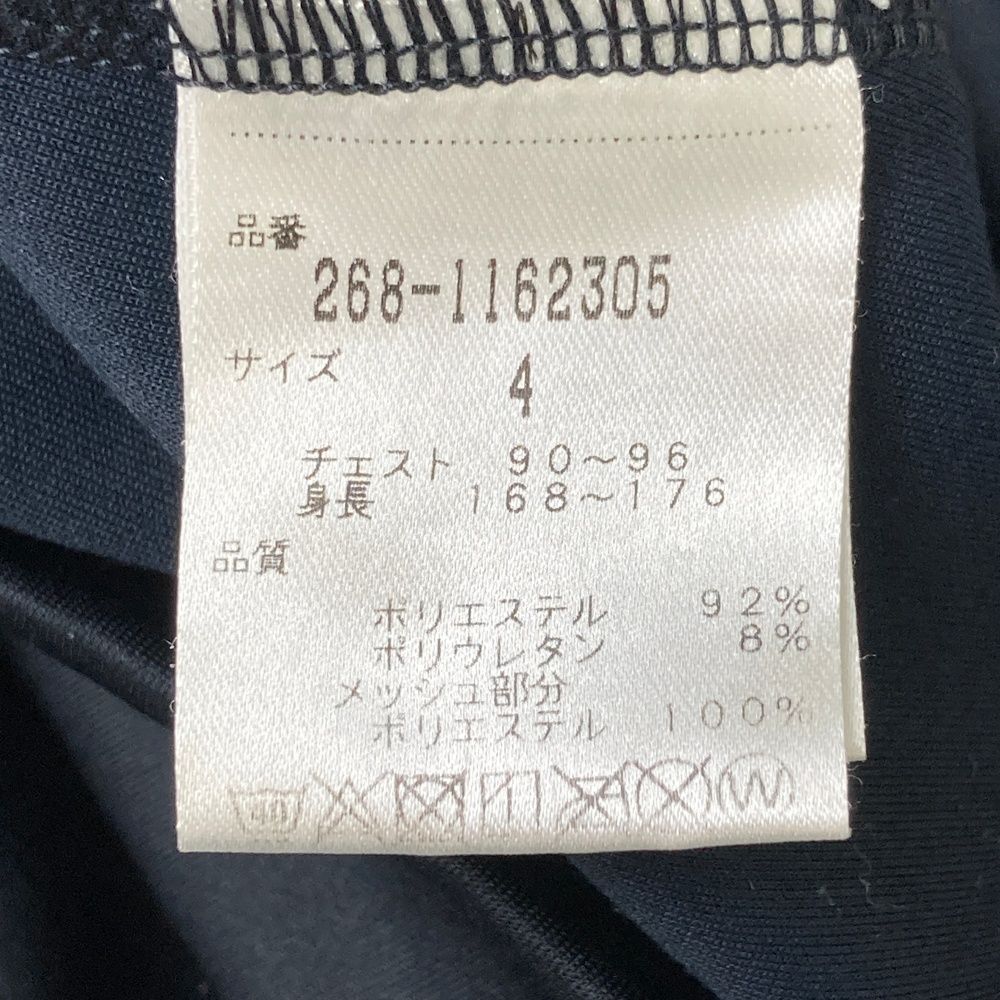 品番
268-1162305
サイズ 4
チェスト 90～96
身長 168～176
品質
ポリエステル 92%
ポリウレタン 8%
メッシュ部分
ポリエステル 100%
40 W